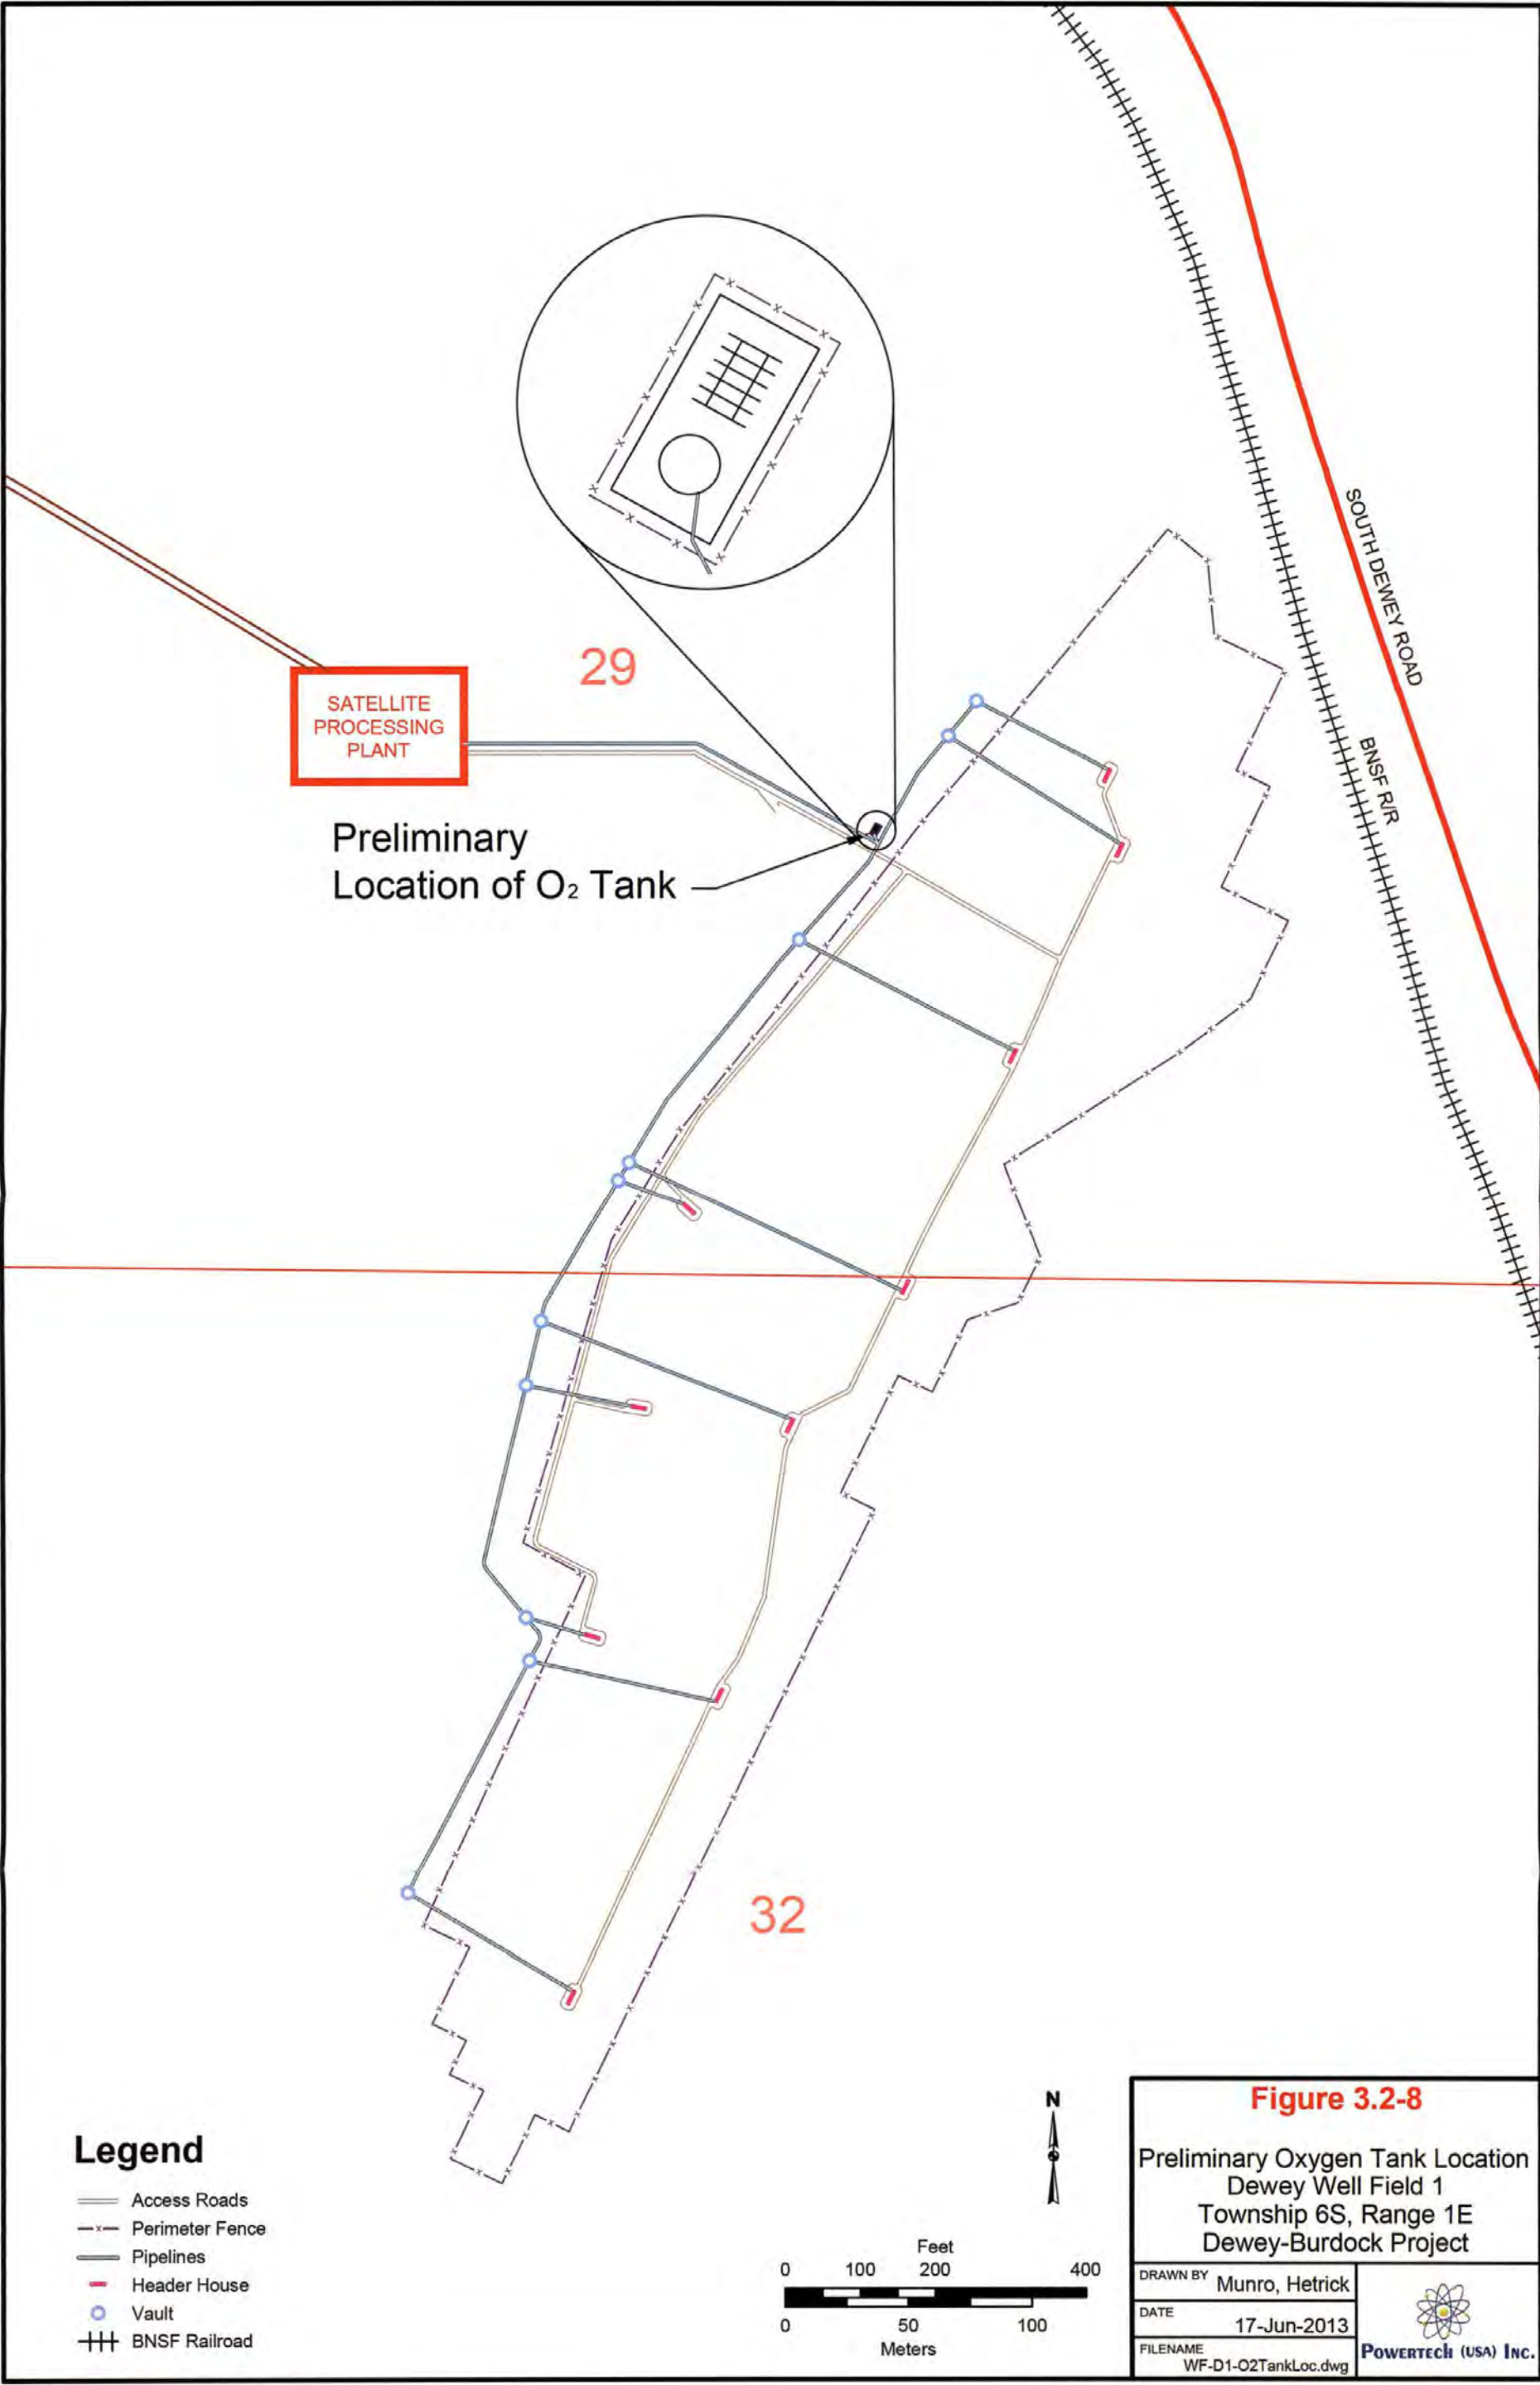 SOUTH DEWEY ROAD
29
SATELLITE
PROCESSING
PLANT
BNSF R/R
Preliminary
Location of O₂ Tank
32
N
Legend
Access Roads
Perimeter Fence
Pipelines
Header House
Vault
BNSF Railroad
Feet
0 100 200 400
0 50 100
Meters
Figure 3.2-8
Preliminary Oxygen Tank Location
Dewey Well Field 1
Township 6S, Range 1E
Dewey-Burdock Project
DRAWN BY Munro, Hetrick
DATE 17-Jun-2013
FILENAME WF-D1-O2TankLoc.dwg
POWERTECH (USA) INC.